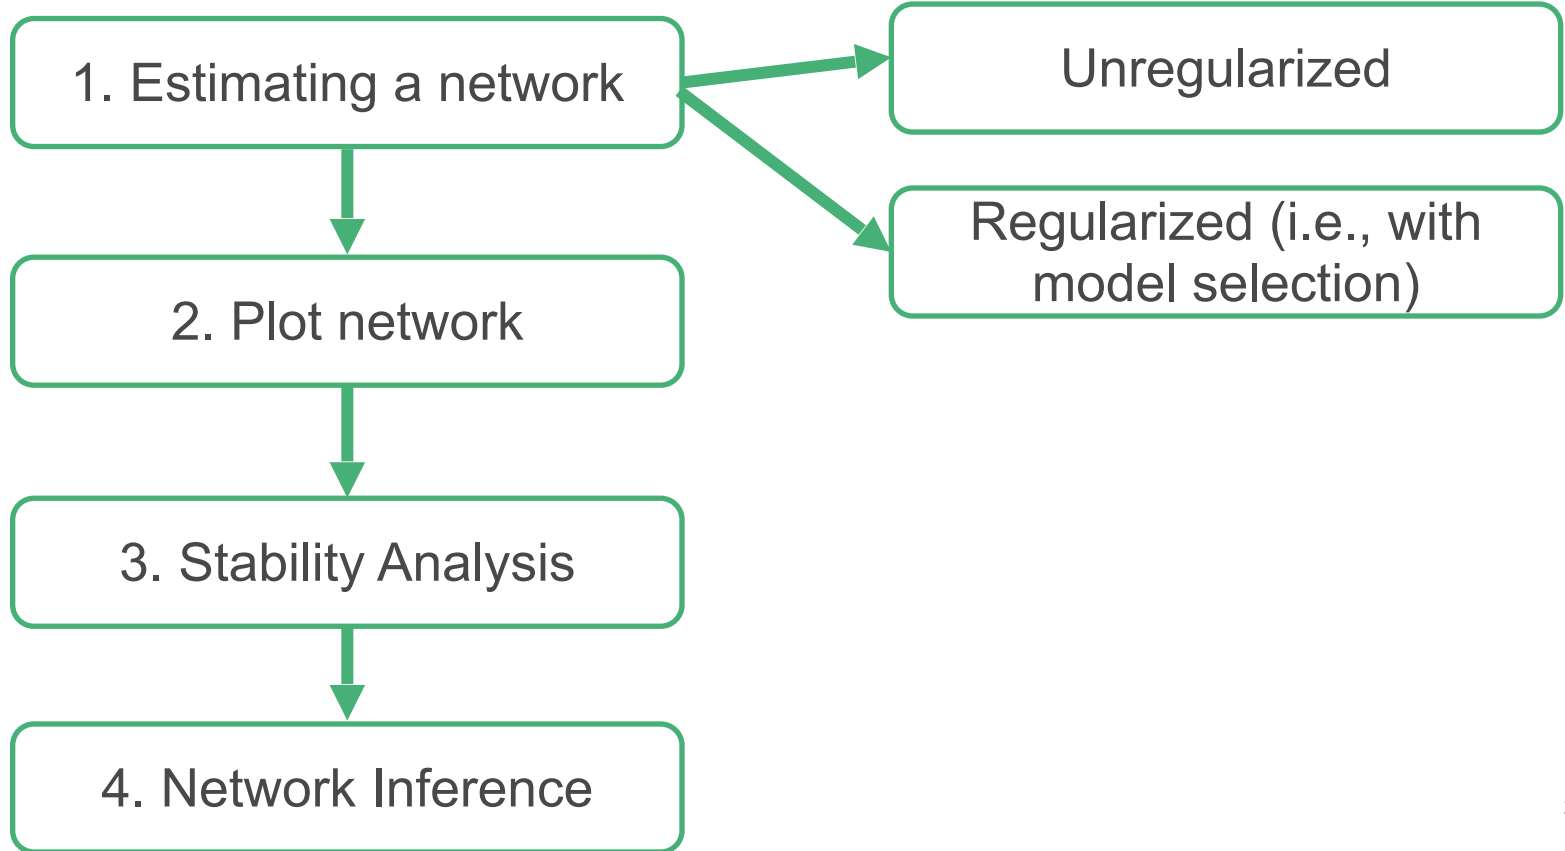 1. Estimating a network
Unregularized
Regularized (i.e., with
model selection)
2. Plot network
3. Stability Analysis
4. Network Inference